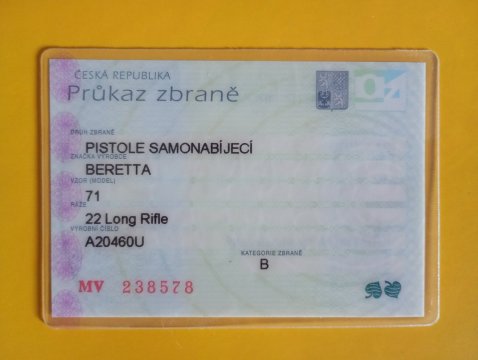 ČESKÁ REPUBLIKA
Průkaz zbraně
DRUH ZBRANĚ
PISTOLE SAMONABÍJECÍ
ZNAČKA VÝROBCE
BERETTA
VZOR (MODEL)
71
RÁŽE
22 Long Rifle
VÝROBNÍ ČÍSLO
A20460U
KATEGORIE ZBRANĚ
B
MV 238578